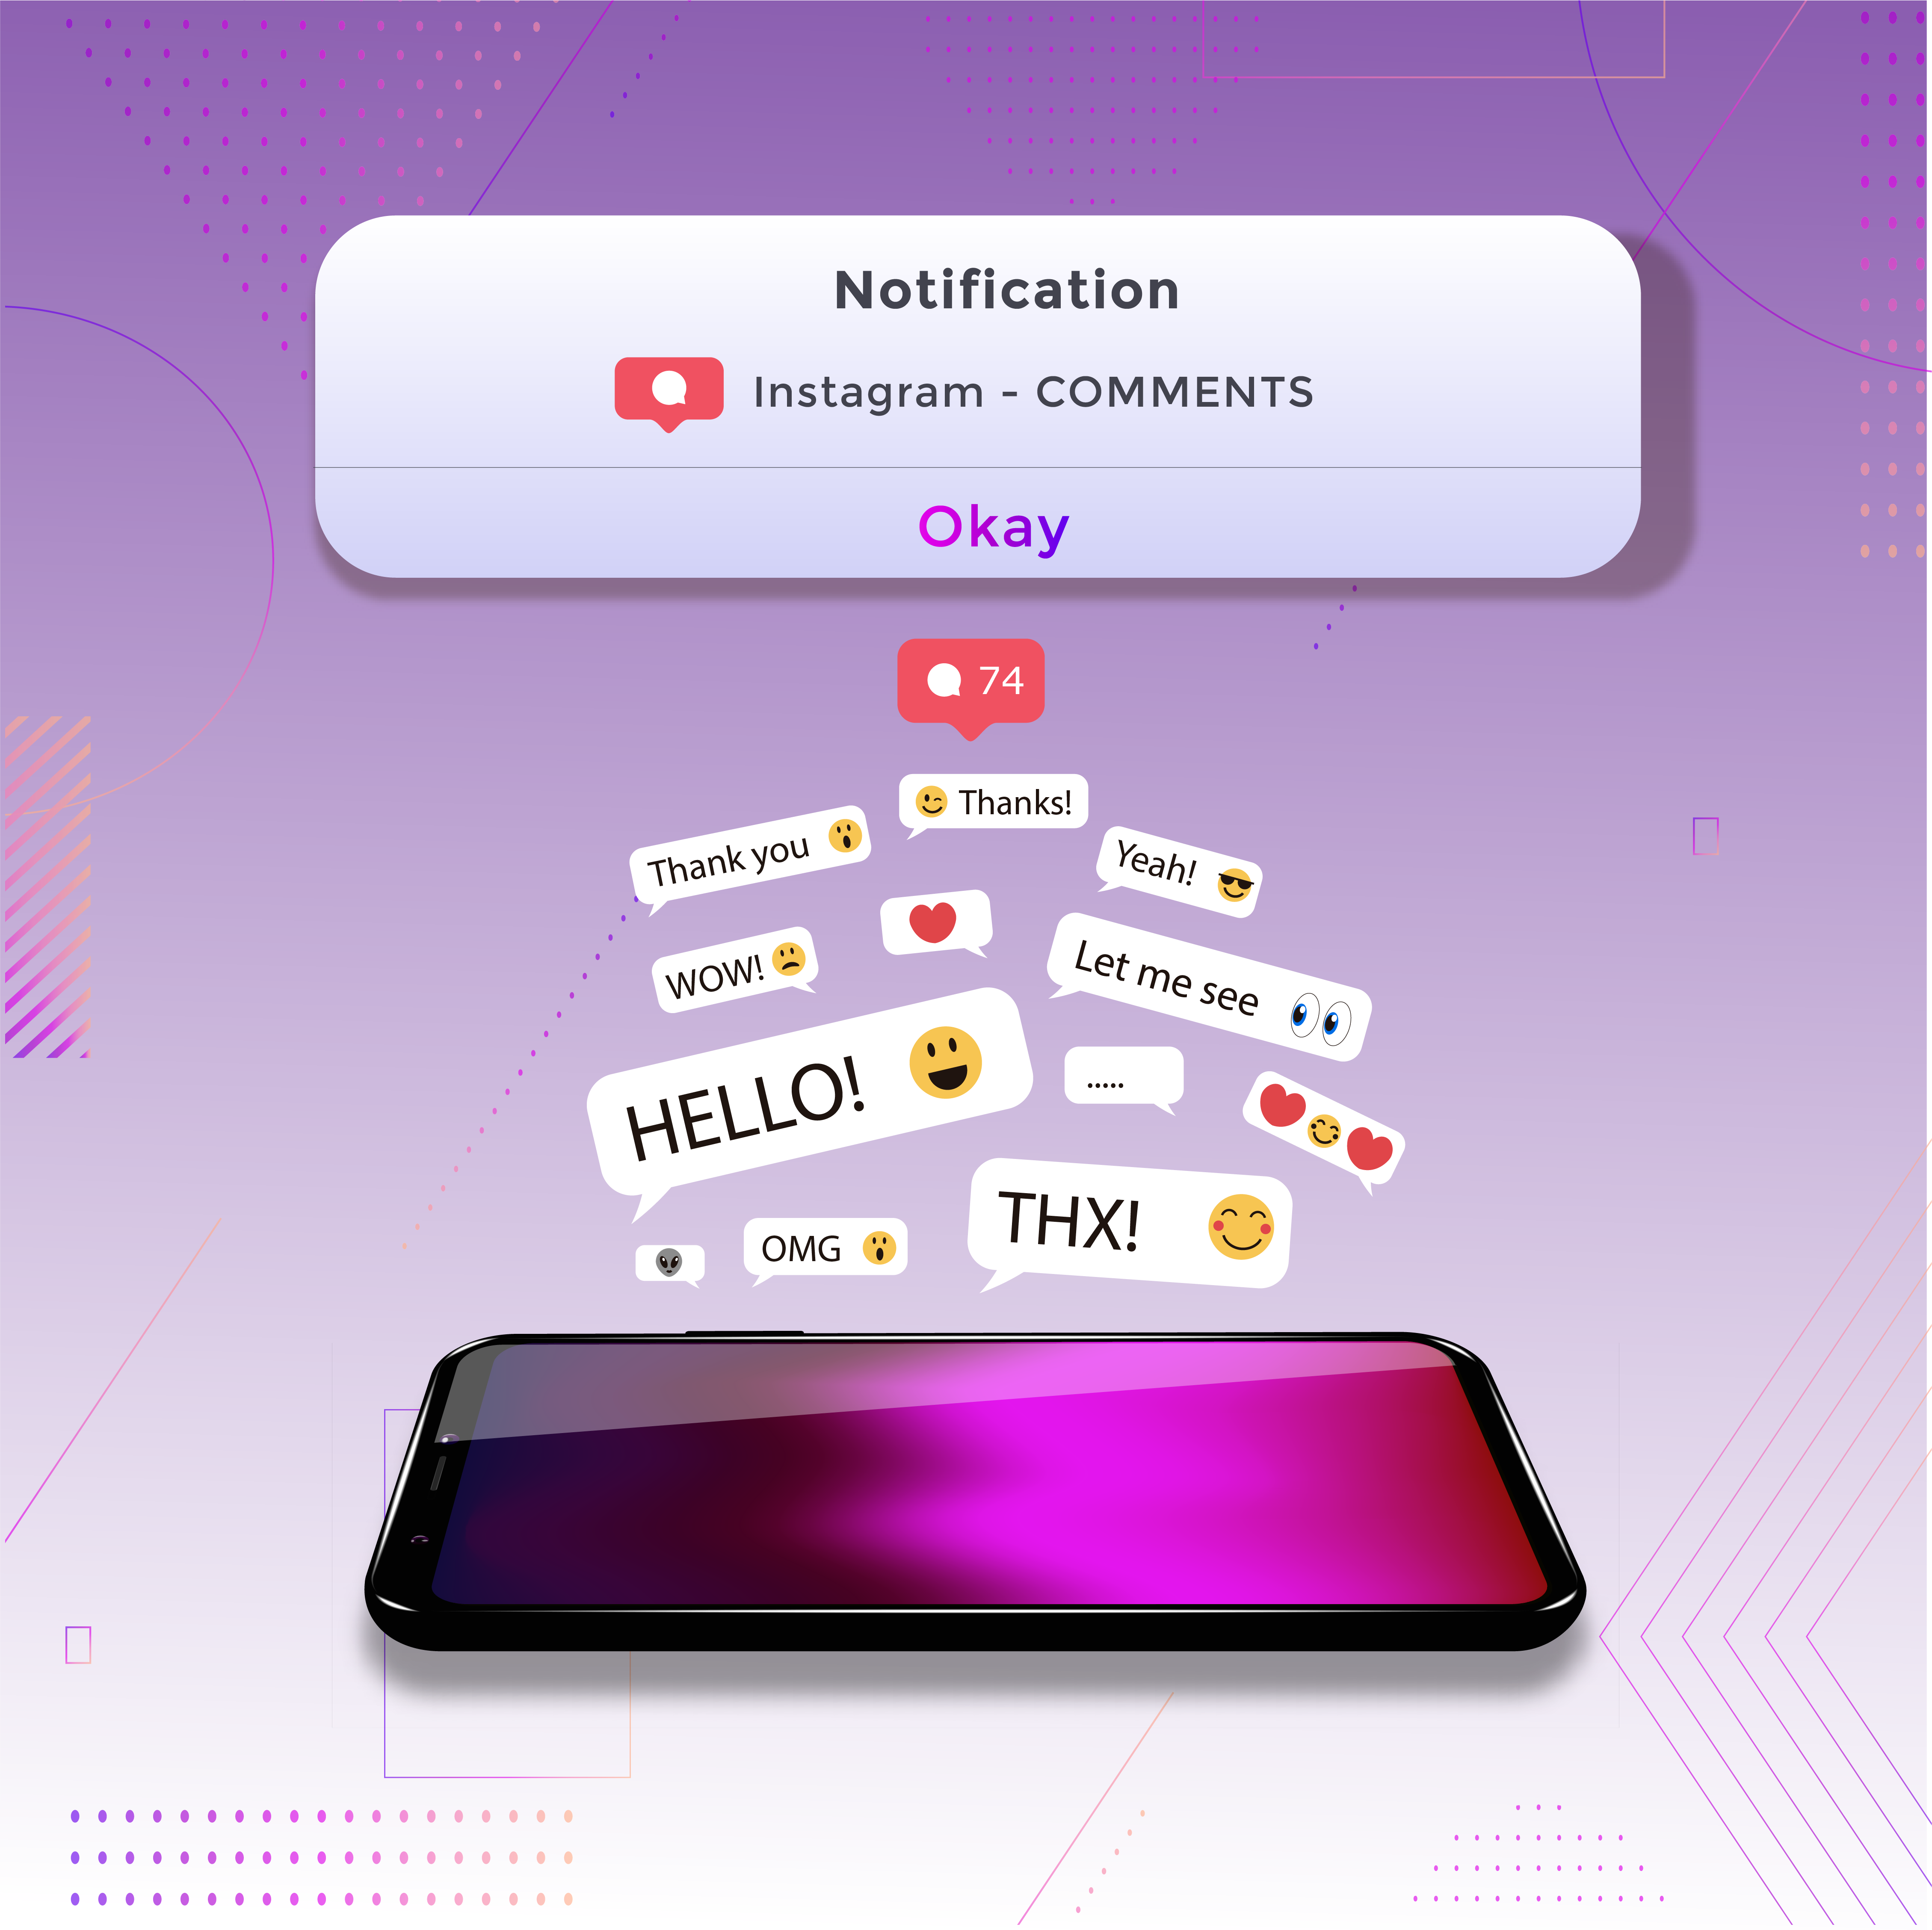 Notification
Instagram - COMMENTS
Okay
74
Thanks!
Thank you
Yeah!
WOW!
Let me see
HELLO!
.....
THX!
OMG